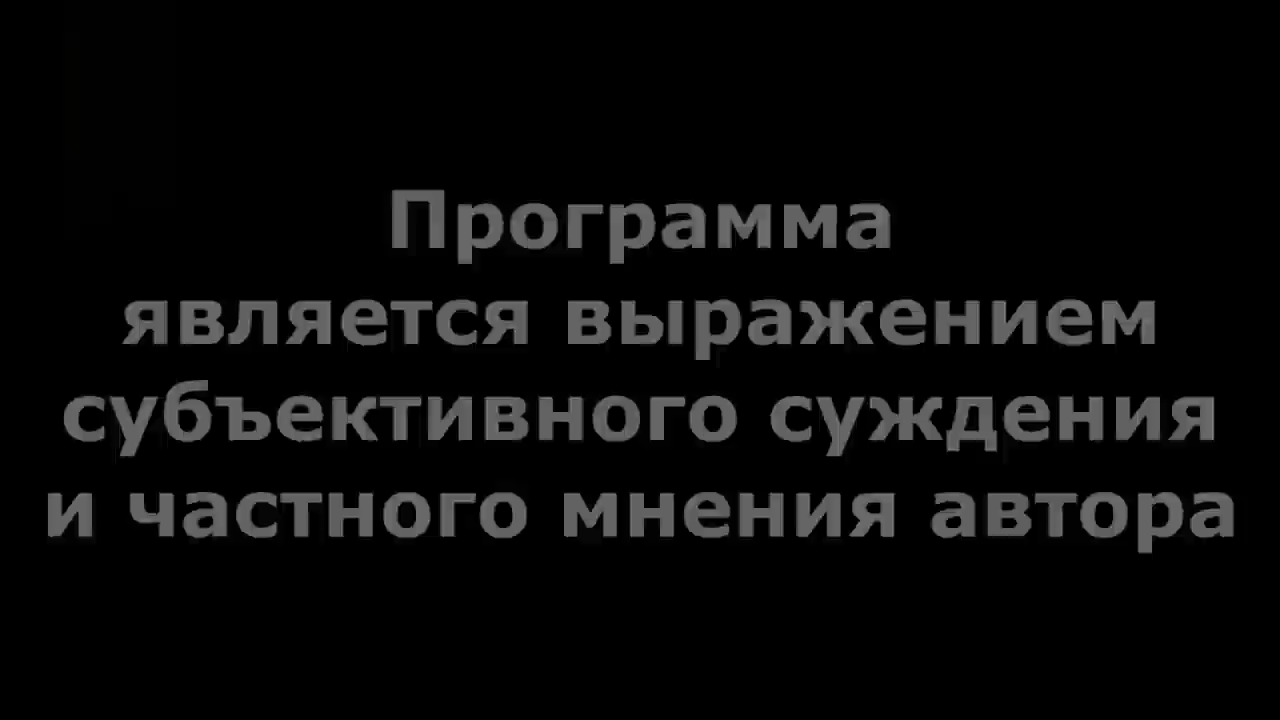 Программа
является выражением
субъективного суждения
и частного мнения автора